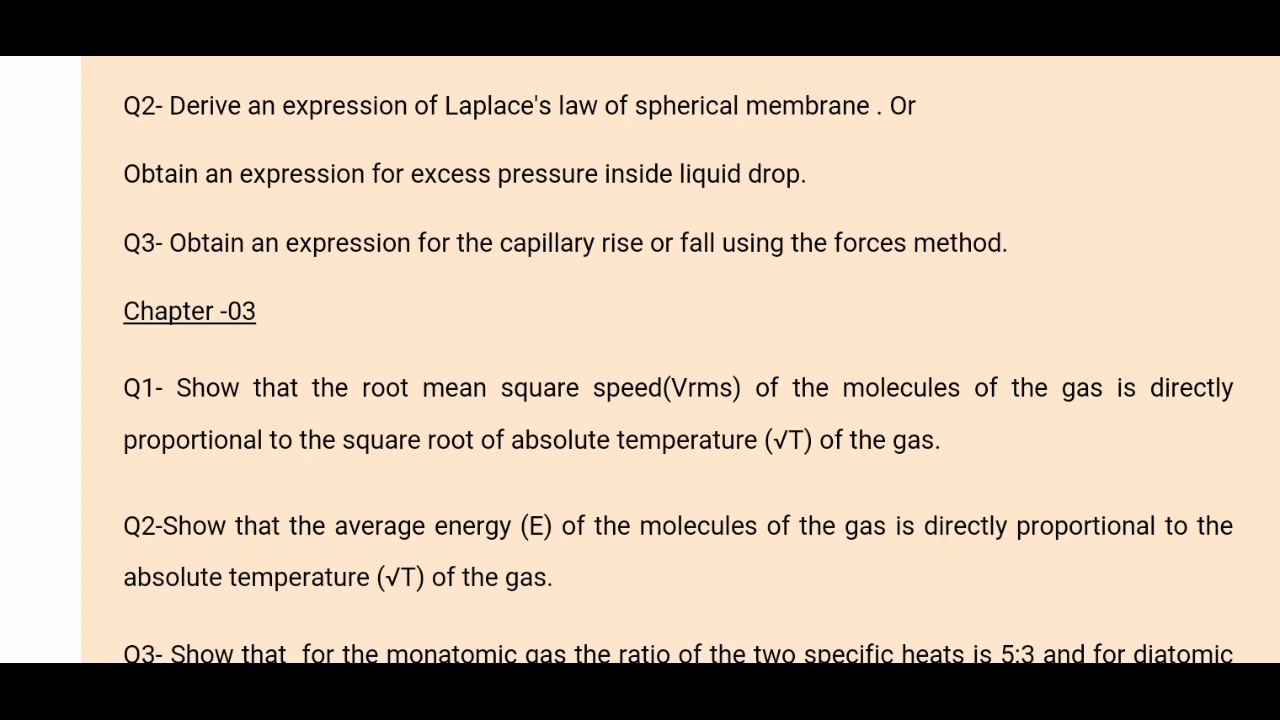 Q2- Derive an expression of Laplace's law of spherical membrane . Or
Obtain an expression for excess pressure inside liquid drop.
Q3- Obtain an expression for the capillary rise or fall using the forces method.
Chapter -03
Q1- Show that the root mean square speed(Vrms) of the molecules of the gas is directly
proportional to the square root of absolute temperature (√T) of the gas.
Q2-Show that the average energy (E) of the molecules of the gas is directly proportional to the
absolute temperature (√T) of the gas.
Q3- Show that for the monatomic gas the ratio of the two specific heats is 5:3 and for diatomic